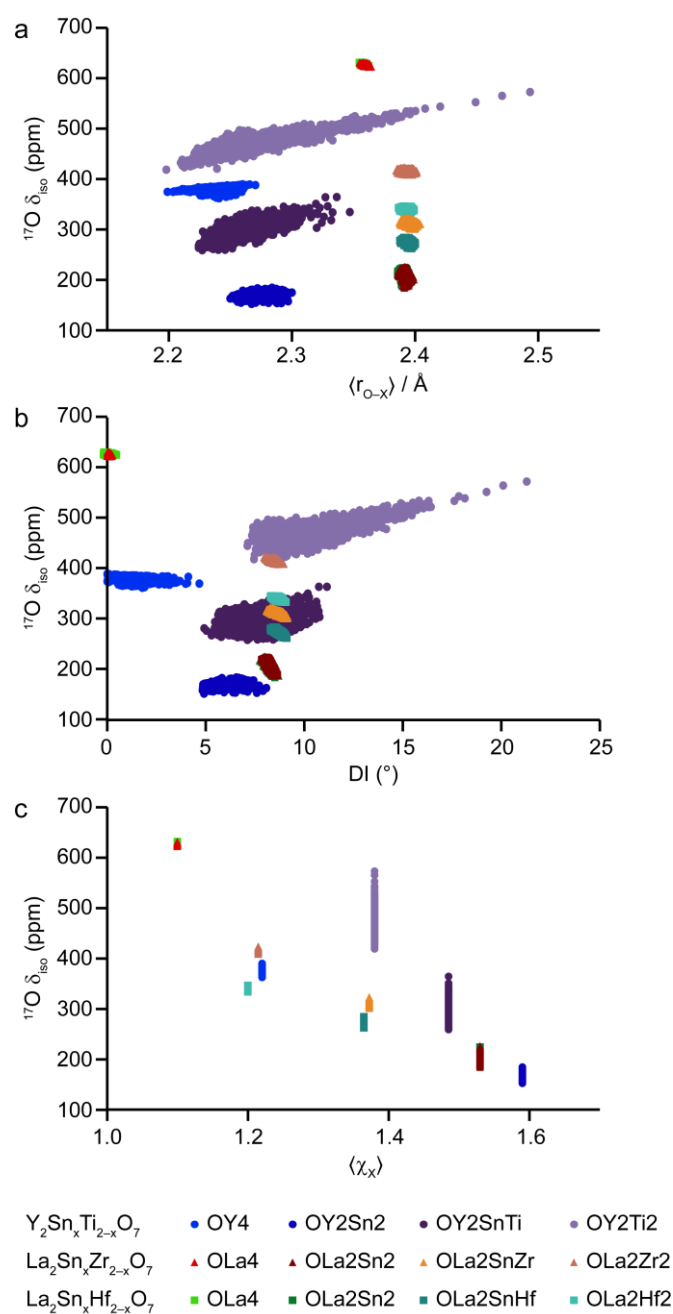 a
700
600
500
400
300
200
100
¹⁷O δiso (ppm)
2.2 2.3 2.4 2.5
⟨rO–X⟩ / Å
b
700
600
500
400
300
200
100
¹⁷O δiso (ppm)
0 5 10 15 20 25
DI (°)
c
700
600
500
400
300
200
100
¹⁷O δiso (ppm)
1.0 1.2 1.4 1.6
⟨χX⟩
Y₂SnₓTi₂₋ₓO₇ OY4 OY2Sn2 OY2SnTi OY2Ti2
La₂SnₓZr₂₋ₓO₇ OLa4 OLa2Sn2 OLa2SnZr OLa2Zr2
La₂SnₓHf₂₋ₓO₇ OLa4 OLa2Sn2 OLa2SnHf OLa2Hf2